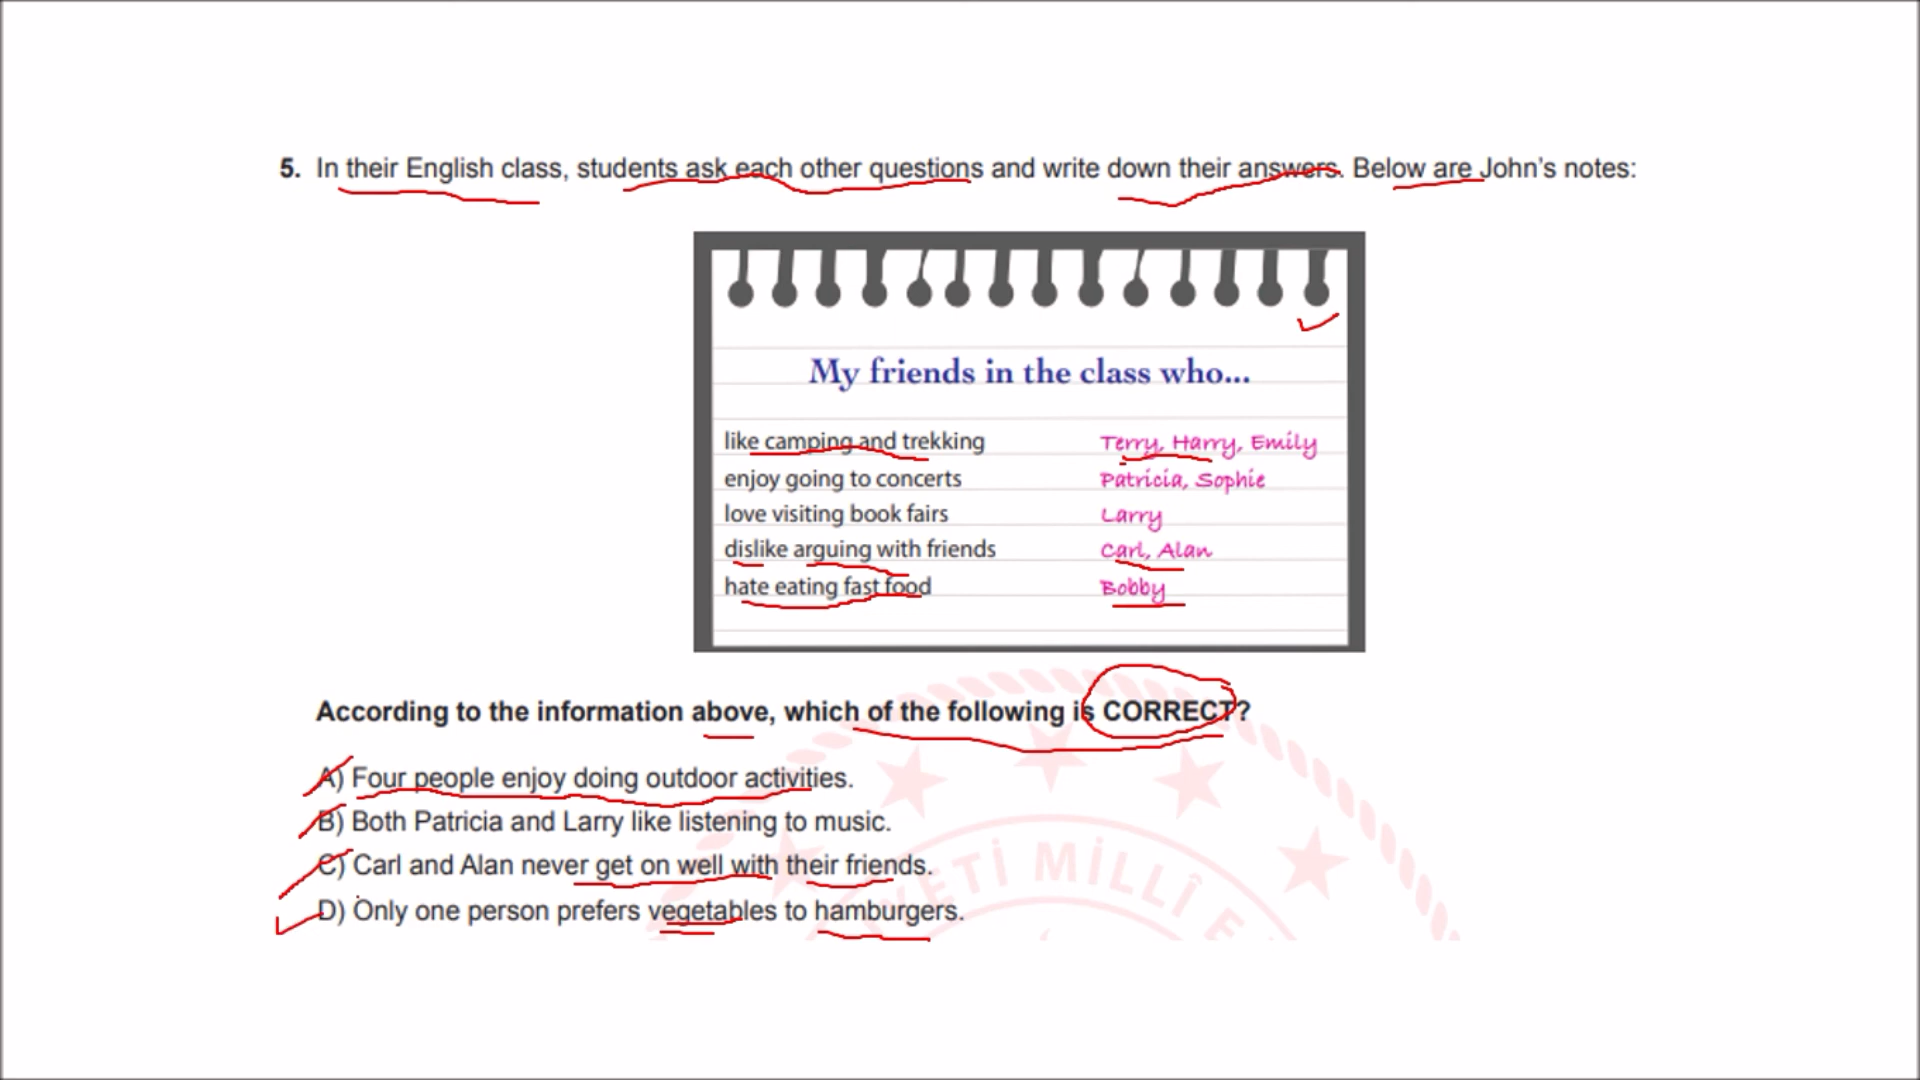 5. In their English class, students ask each other questions and write down their answers. Below are John's notes:
My friends in the class who...
like camping and trekking Terry, Harry, Emily
enjoy going to concerts Patricia, Sophie
love visiting book fairs Larry
dislike arguing with friends Carl, Alan
hate eating fast food Bobby
According to the information above, which of the following is CORRECT?
A) Four people enjoy doing outdoor activities.
B) Both Patricia and Larry like listening to music.
C) Carl and Alan never get on well with their friends.
D) Only one person prefers vegetables to hamburgers.
YETİ MİLLÎ E